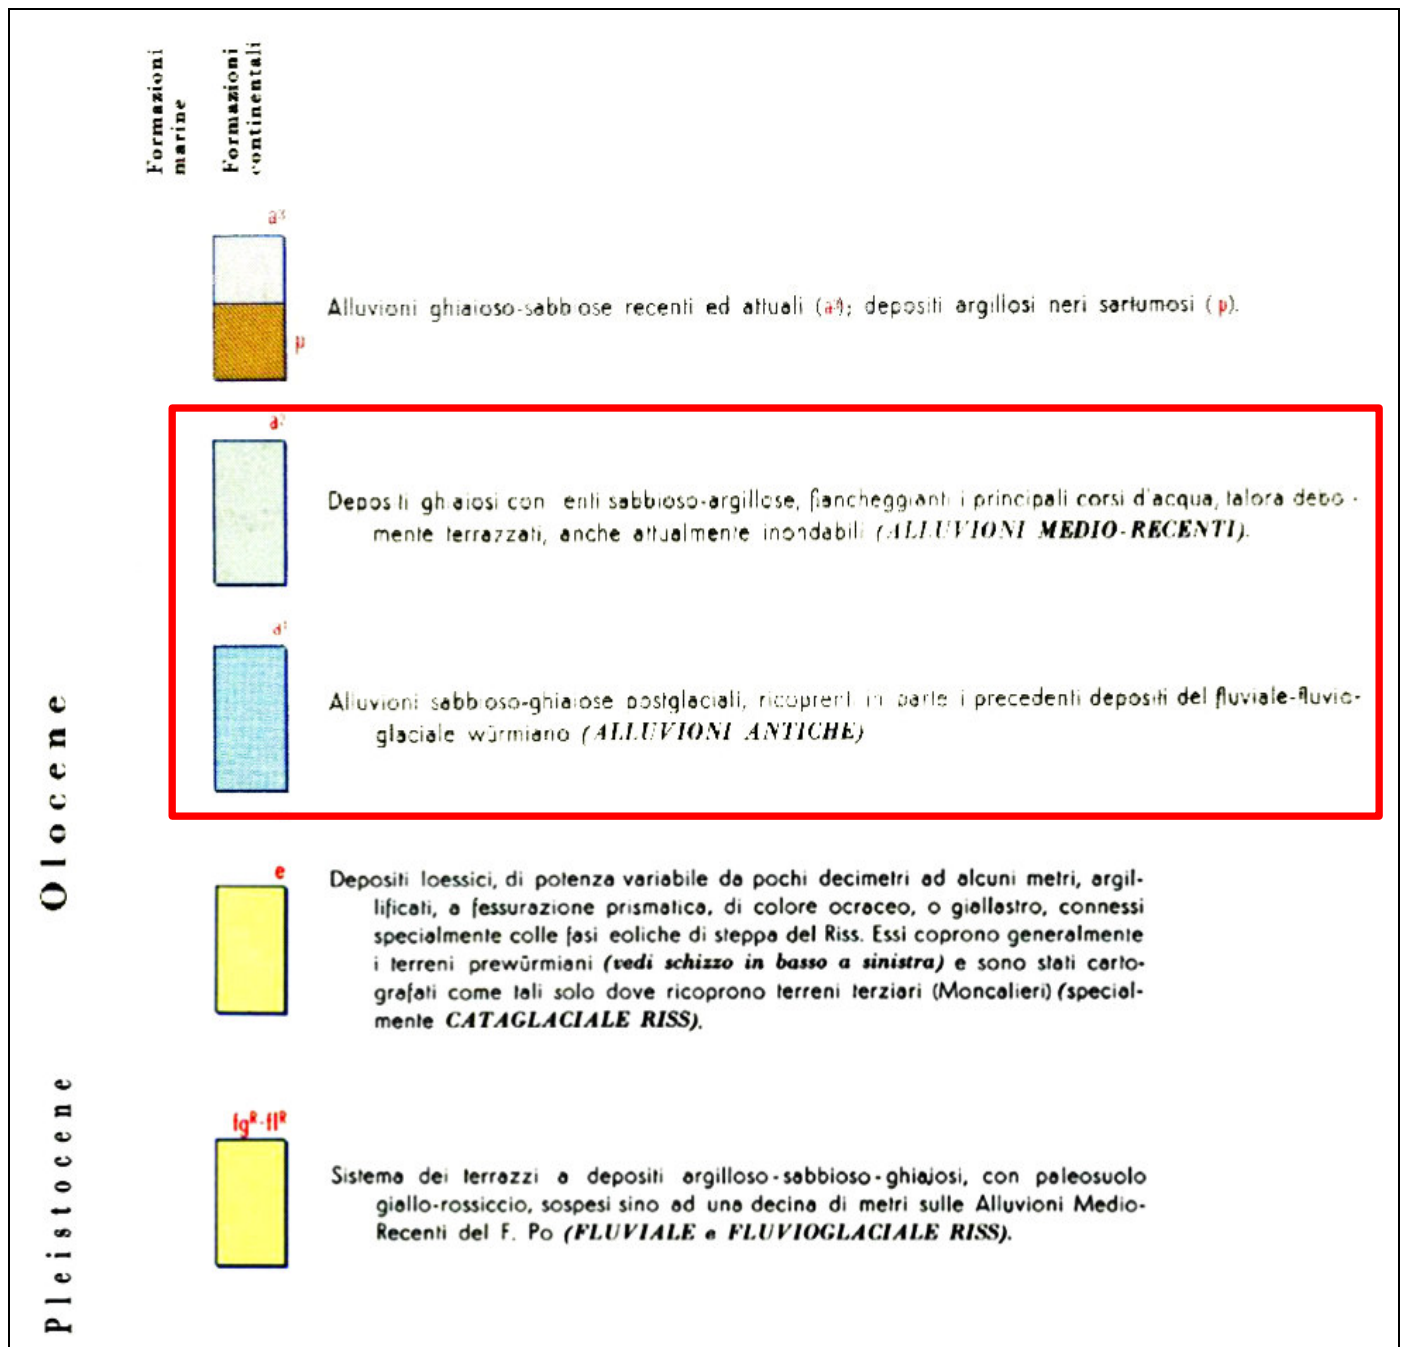 Formazioni
marine
Formazioni
continentali
a³
Alluvioni ghiaioso-sabbiose recenti ed attuali (a³); depositi argillosi neri sartumosi (p).
p
a²
Depositi ghiaiosi con lenti sabbioso-argillose, fiancheggianti i principali corsi d'acqua, talora debol-
mente terrazzati, anche attualmente inondabili (ALLUVIONI MEDIO-RECENTI).
a¹
Alluvioni sabbioso-ghiaiose postglaciali, ricoprenti in parte i precedenti depositi del fluviale-fluvio-
glaciale würmiano (ALLUVIONI ANTICHE)
Olocene
e
Depositi loessici, di potenza variabile da pochi decimetri ad alcuni metri, argil-
lificati, a fessurazione prismatica, di colore ocraceo, o giallastro, connessi
specialmente colle fasi eoliche di steppa del Riss. Essi coprono generalmente
i terreni prewürmiani (vedi schizzo in basso a sinistra) e sono stati carto-
grafati come tali solo dove ricoprono terreni terziari (Moncalieri) (special-
mente CATAGLACIALE RISS).
Pleistocene
fgR-flR
Sistema dei terrazzi a depositi argilloso-sabbioso-ghiajosi, con paleosuolo
giallo-rossiccio, sospesi sino ad una decina di metri sulle Alluvioni Medio-
Recenti del F. Po (FLUVIALE e FLUVIOGLACIALE RISS).